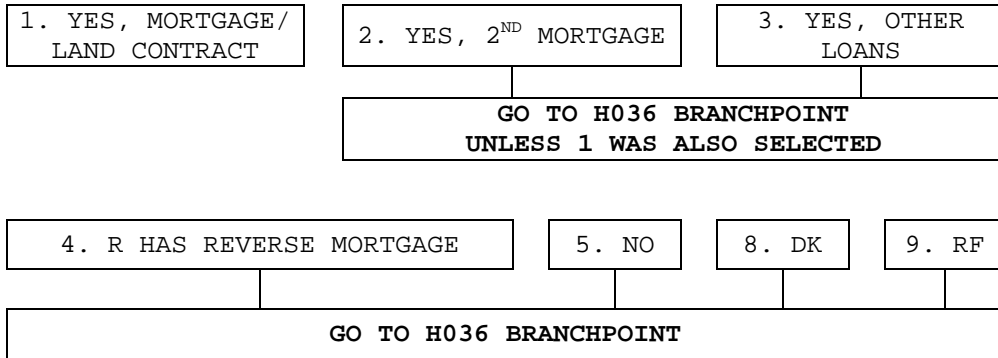 1. YES, MORTGAGE/
LAND CONTRACT
2. YES, 2ND MORTGAGE
3. YES, OTHER
LOANS
GO TO H036 BRANCHPOINT
UNLESS 1 WAS ALSO SELECTED
4. R HAS REVERSE MORTGAGE
5. NO
8. DK
9. RF
GO TO H036 BRANCHPOINT